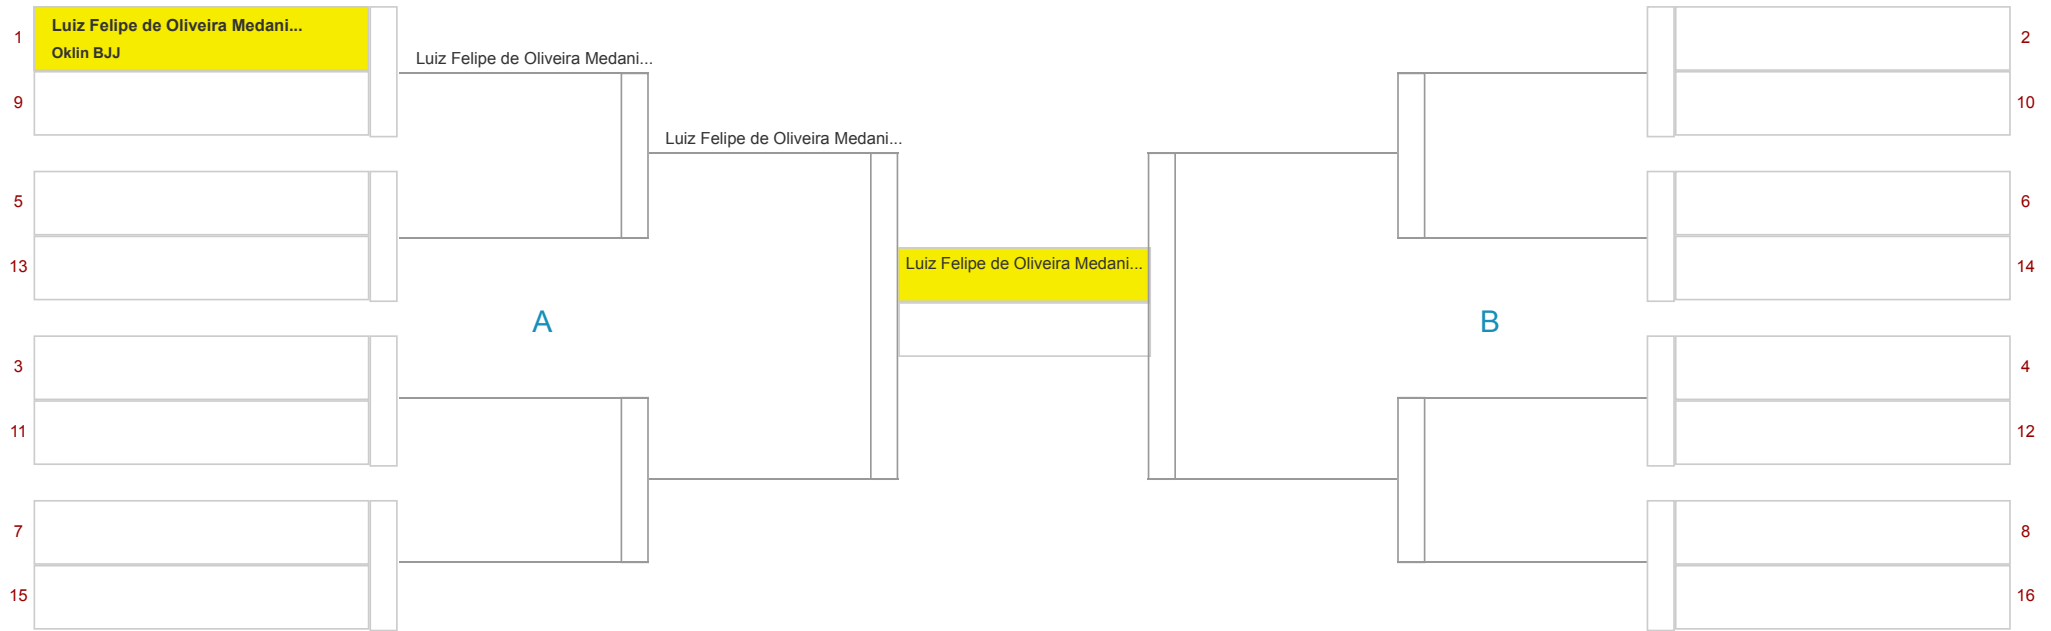 1
Luiz Felipe de Oliveira Medani...
Oklin BJJ
9
5
13
3
11
7
15
Luiz Felipe de Oliveira Medani...
Luiz Felipe de Oliveira Medani...
A
Luiz Felipe de Oliveira Medani...
B
2
10
6
14
4
12
8
16